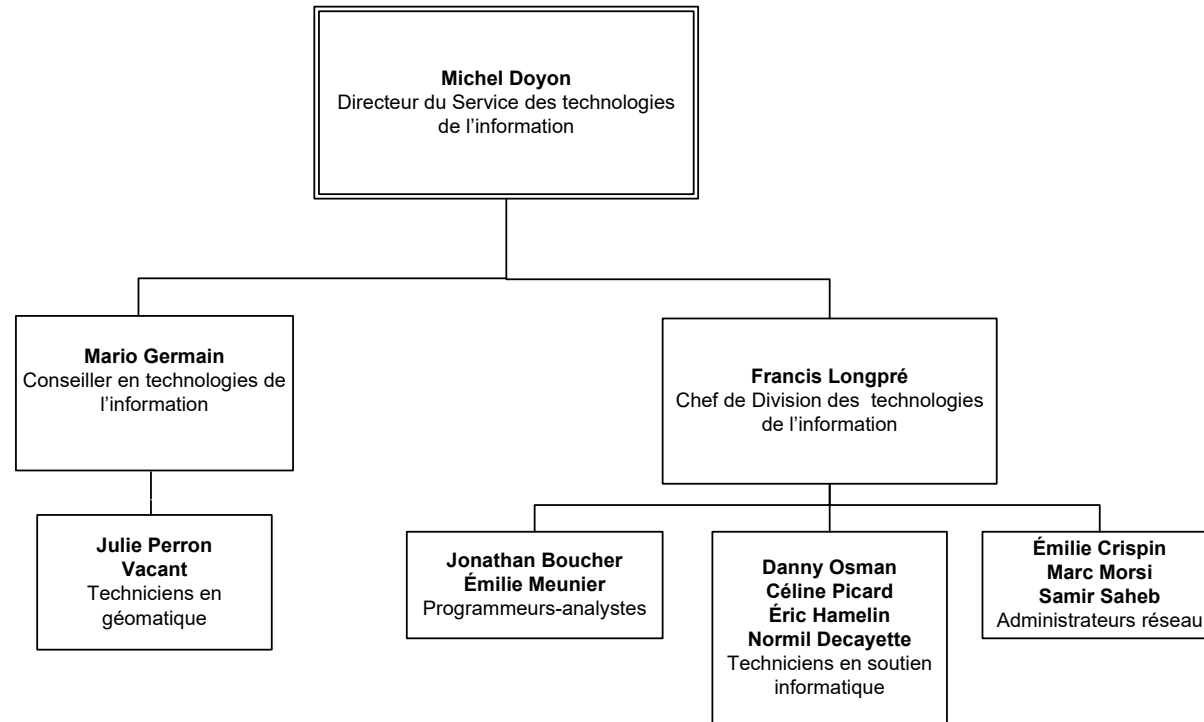 Michel Doyon
Directeur du Service des technologies
de l’information
Mario Germain
Conseiller en technologies de
l’information
Francis Longpré
Chef de Division des  technologies
de l’information
Julie Perron
Vacant
Techniciens en
géomatique
Jonathan Boucher
Émilie Meunier
Programmeurs-analystes
Danny Osman
Céline Picard
Éric Hamelin
Normil Decayette
Techniciens en soutien
informatique
Émilie Crispin
Marc Morsi
Samir Saheb
Administrateurs réseau